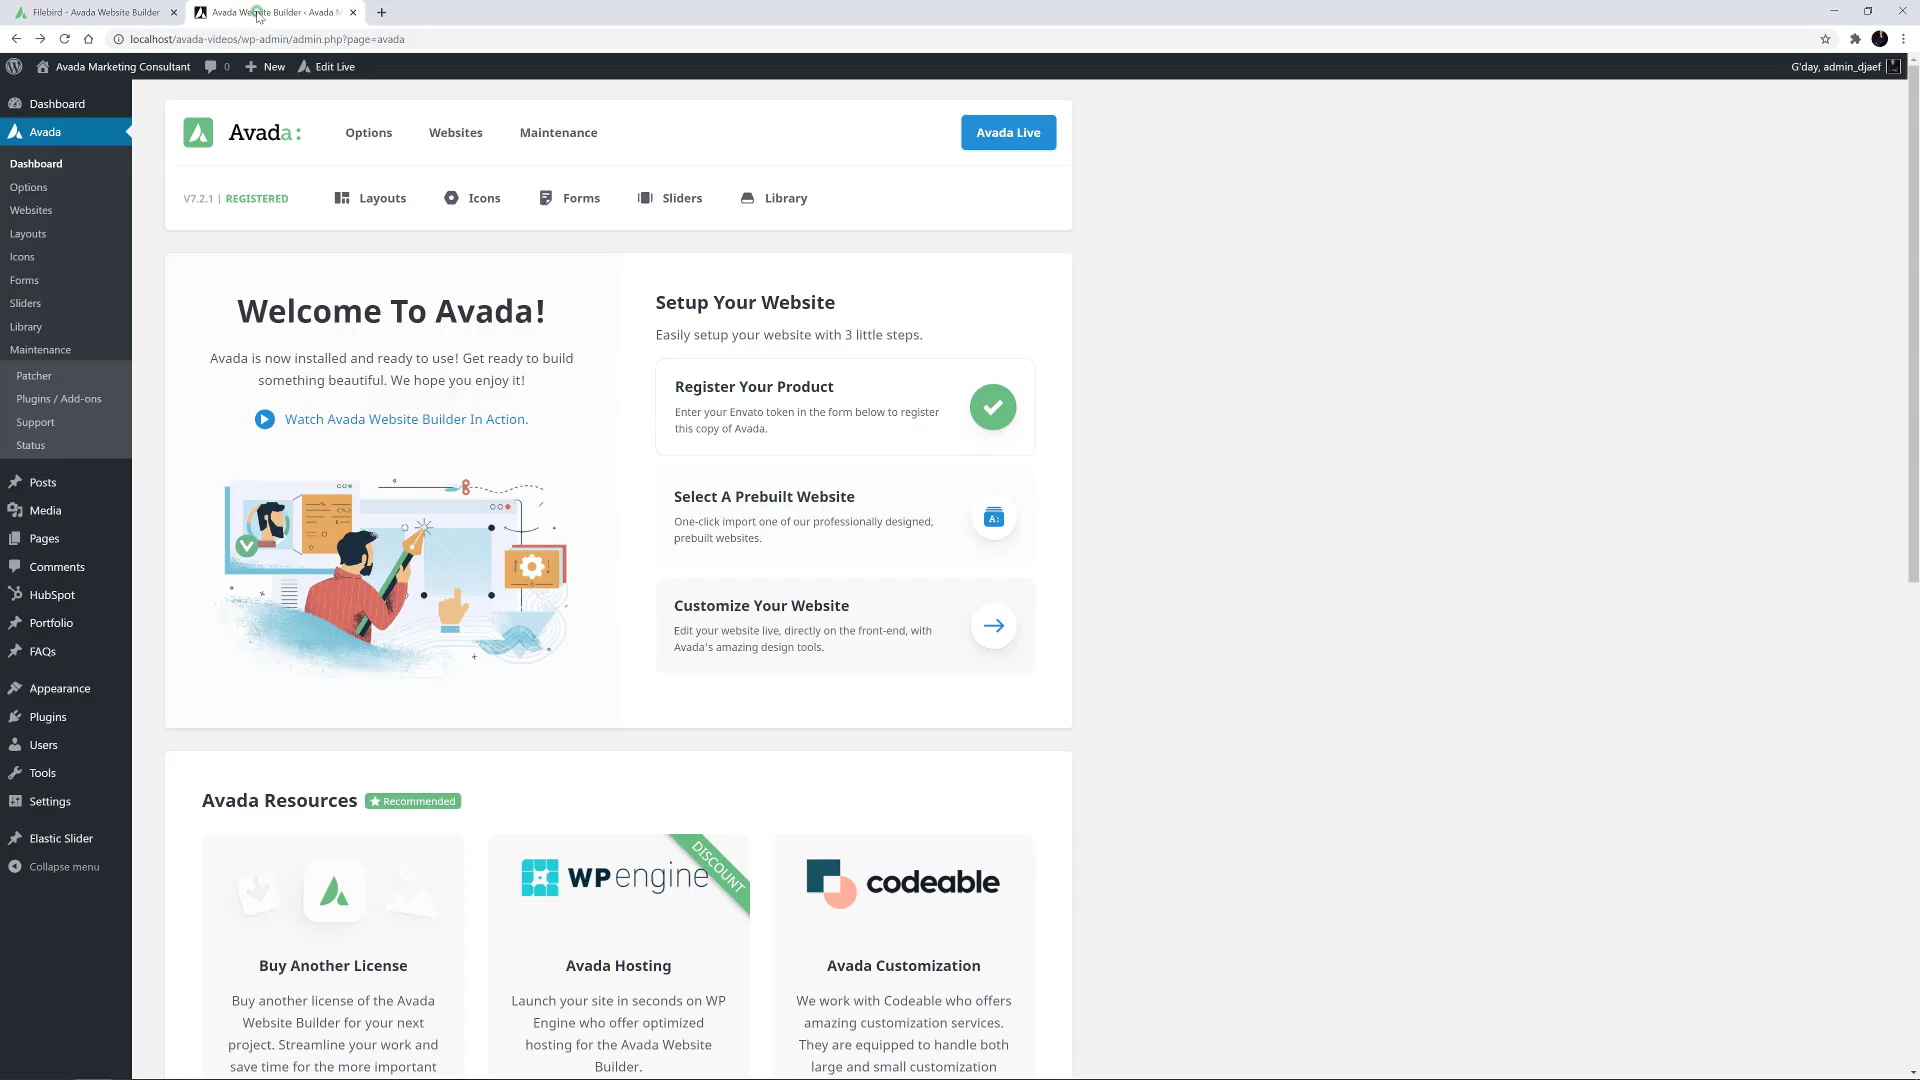 Filebird - Avada Website Builder
Avada Website Builder ‹ Avada M
localhost/avada-videos/wp-admin/admin.php?page=avada
Avada Marketing Consultant
0
New
Edit Live
G'day, admin_djaef
Dashboard
Avada
Dashboard
Options
Websites
Layouts
Icons
Forms
Sliders
Library
Maintenance
Patcher
Plugins / Add-ons
Support
Status
Posts
Media
Pages
Comments
HubSpot
Portfolio
FAQs
Appearance
Plugins
Users
Tools
Settings
Elastic Slider
Collapse menu
Avada:
Options
Websites
Maintenance
Avada Live
V7.2.1 | REGISTERED
Layouts
Icons
Forms
Sliders
Library
Welcome To Avada!
Avada is now installed and ready to use! Get ready to build
something beautiful. We hope you enjoy it!
Watch Avada Website Builder In Action.
Setup Your Website
Easily setup your website with 3 little steps.
Register Your Product
Enter your Envato token in the form below to register
this copy of Avada.
Select A Prebuilt Website
One-click import one of our professionally designed,
prebuilt websites.
A:
Customize Your Website
Edit your website live, directly on the front-end, with
Avada's amazing design tools.
Avada Resources
Recommended
Buy Another License
Buy another license of the Avada
Website Builder for your next
project. Streamline your work and
save time for the more important
WP engine
DISCOUNT
Avada Hosting
Launch your site in seconds on WP
Engine who offer optimized
hosting for the Avada Website
Builder.
codeable
Avada Customization
We work with Codeable who offers
amazing customization services.
They are equipped to handle both
large and small customization